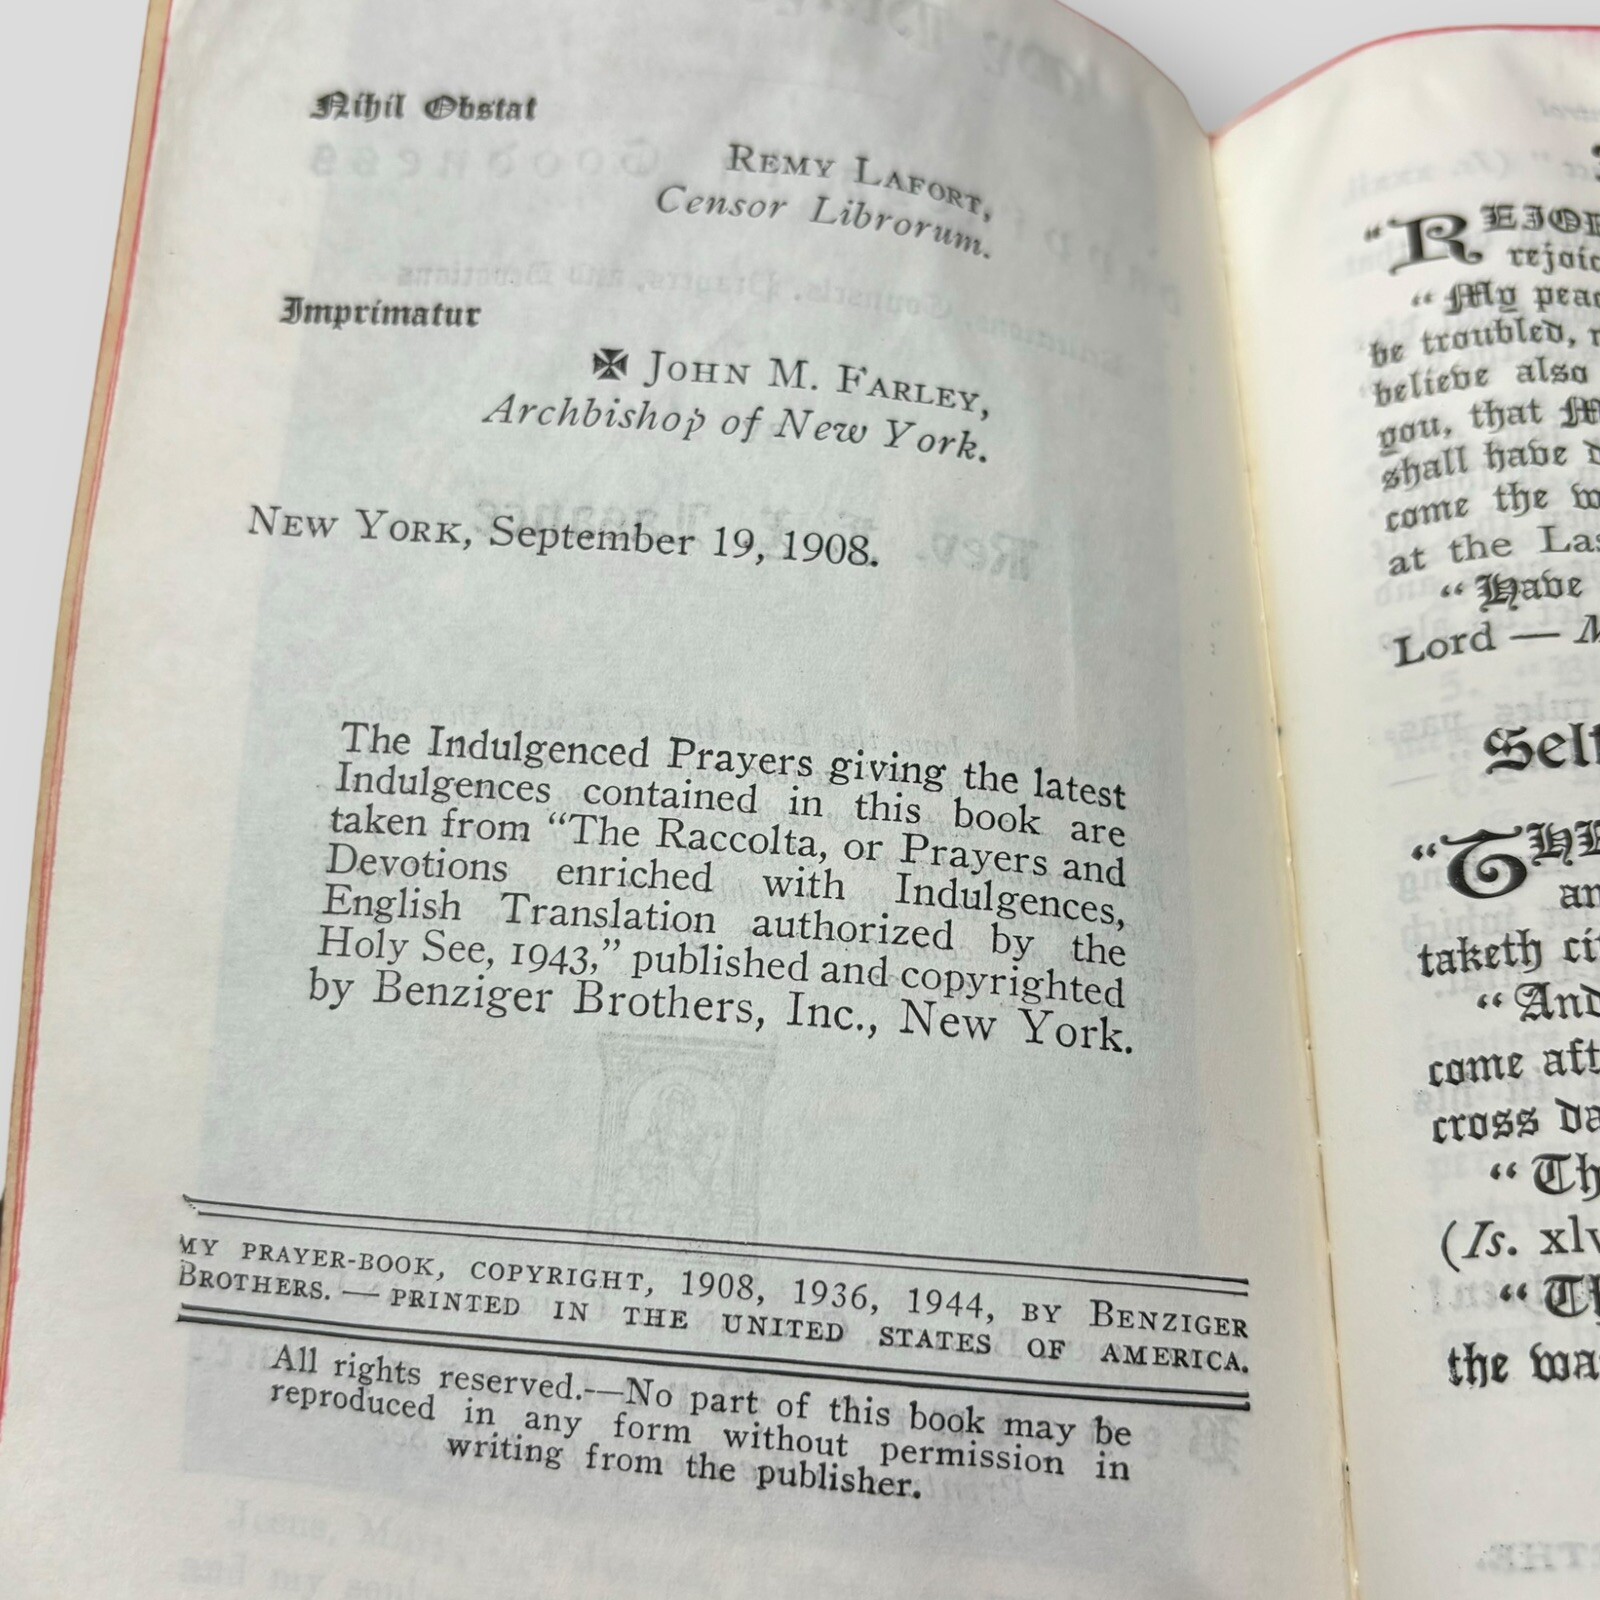 Nihil Obstat
REMY LAFORT,
Censor Librorum.
Imprimatur
✠ JOHN M. FARLEY,
Archbishop of New York.
NEW YORK, September 19, 1908.
The Indulgenced Prayers giving the latest
Indulgences contained in this book are
taken from “The Raccolta, or Prayers and
Devotions enriched with Indulgences,
English Translation authorized by the
Holy See, 1943,” published and copyrighted
by Benziger Brothers, Inc., New York.
MY PRAYER-BOOK, COPYRIGHT, 1908, 1936, 1944, BY BENZIGER
BROTHERS. — PRINTED IN THE UNITED STATES OF AMERICA.
All rights reserved.—No part of this book may be
reproduced in any form without permission in
writing from the publisher.
“My
be troubled,
believe also
you, that
shall have
come the
at the
“Have
Lord —
“
taketh
“And
come
cross
“
(Is.
“
the